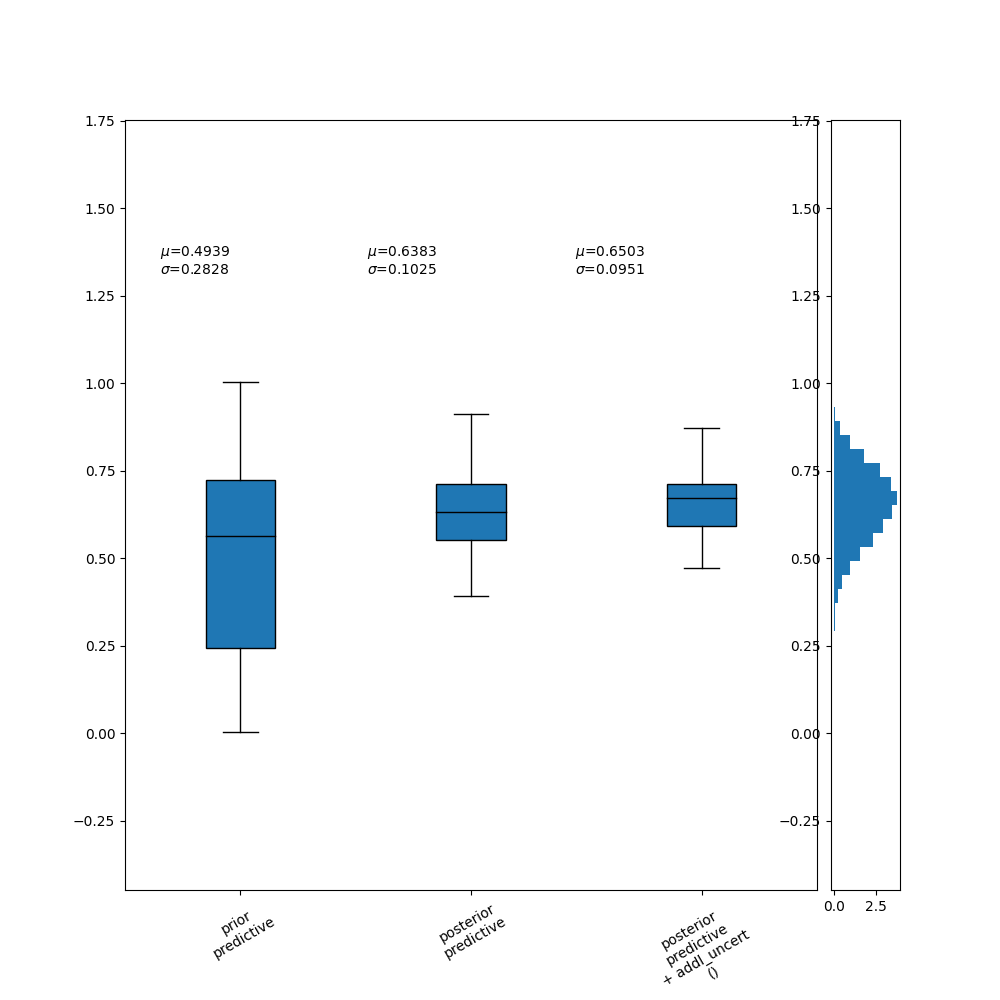 1.75
1.50
1.25
1.00
0.75
0.50
0.25
0.00
−0.25
μ=0.4939
σ=0.2828
μ=0.6383
σ=0.1025
μ=0.6503
σ=0.0951
prior
predictive
posterior
predictive
posterior
predictive
+ addl_uncert
()
1.75
1.50
1.25
1.00
0.75
0.50
0.25
0.00
−0.25
0.0 2.5